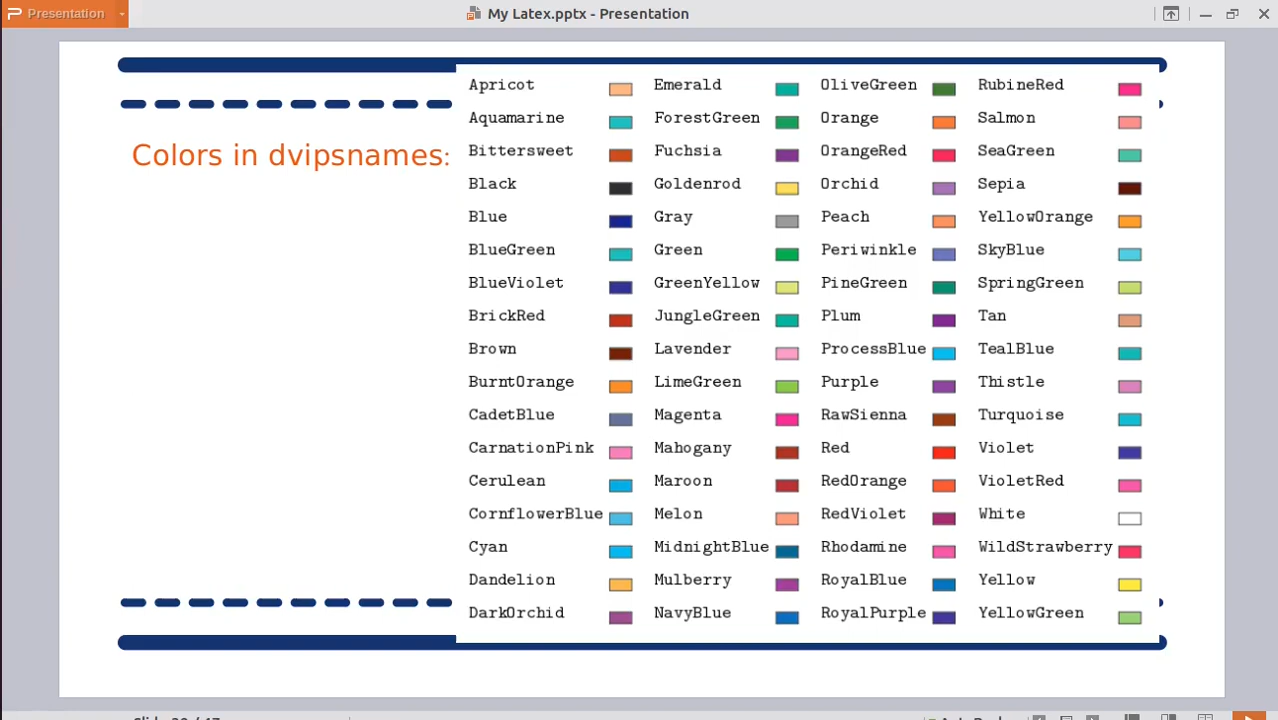 Presentation
My Latex.pptx - Presentation
Colors in dvipsnames:
Apricot Emerald OliveGreen RubineRed
Aquamarine ForestGreen Orange Salmon
Bittersweet Fuchsia OrangeRed SeaGreen
Black Goldenrod Orchid Sepia
Blue Gray Peach YellowOrange
BlueGreen Green Periwinkle SkyBlue
BlueViolet GreenYellow PineGreen SpringGreen
BrickRed JungleGreen Plum Tan
Brown Lavender ProcessBlue TealBlue
BurntOrange LimeGreen Purple Thistle
CadetBlue Magenta RawSienna Turquoise
CarnationPink Mahogany Red Violet
Cerulean Maroon RedOrange VioletRed
CornflowerBlue Melon RedViolet White
Cyan MidnightBlue Rhodamine WildStrawberry
Dandelion Mulberry RoyalBlue Yellow
DarkOrchid NavyBlue RoyalPurple YellowGreen